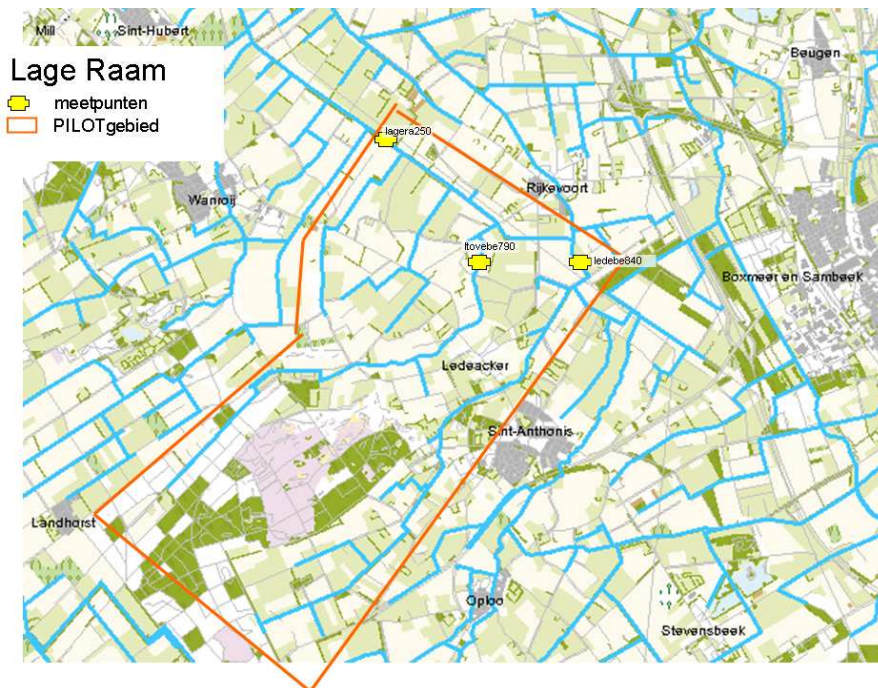 Mill
Sint-Hubert
Beugen
Lage Raam
meetpunten
PILOTgebied
lagera250
Rijkevoort
Wanroij
ltovebe790
ledebe840
Boxmeer en Sambeek
Ledeacker
Sint-Anthonis
Landhorst
Oploo
Stevensbeek